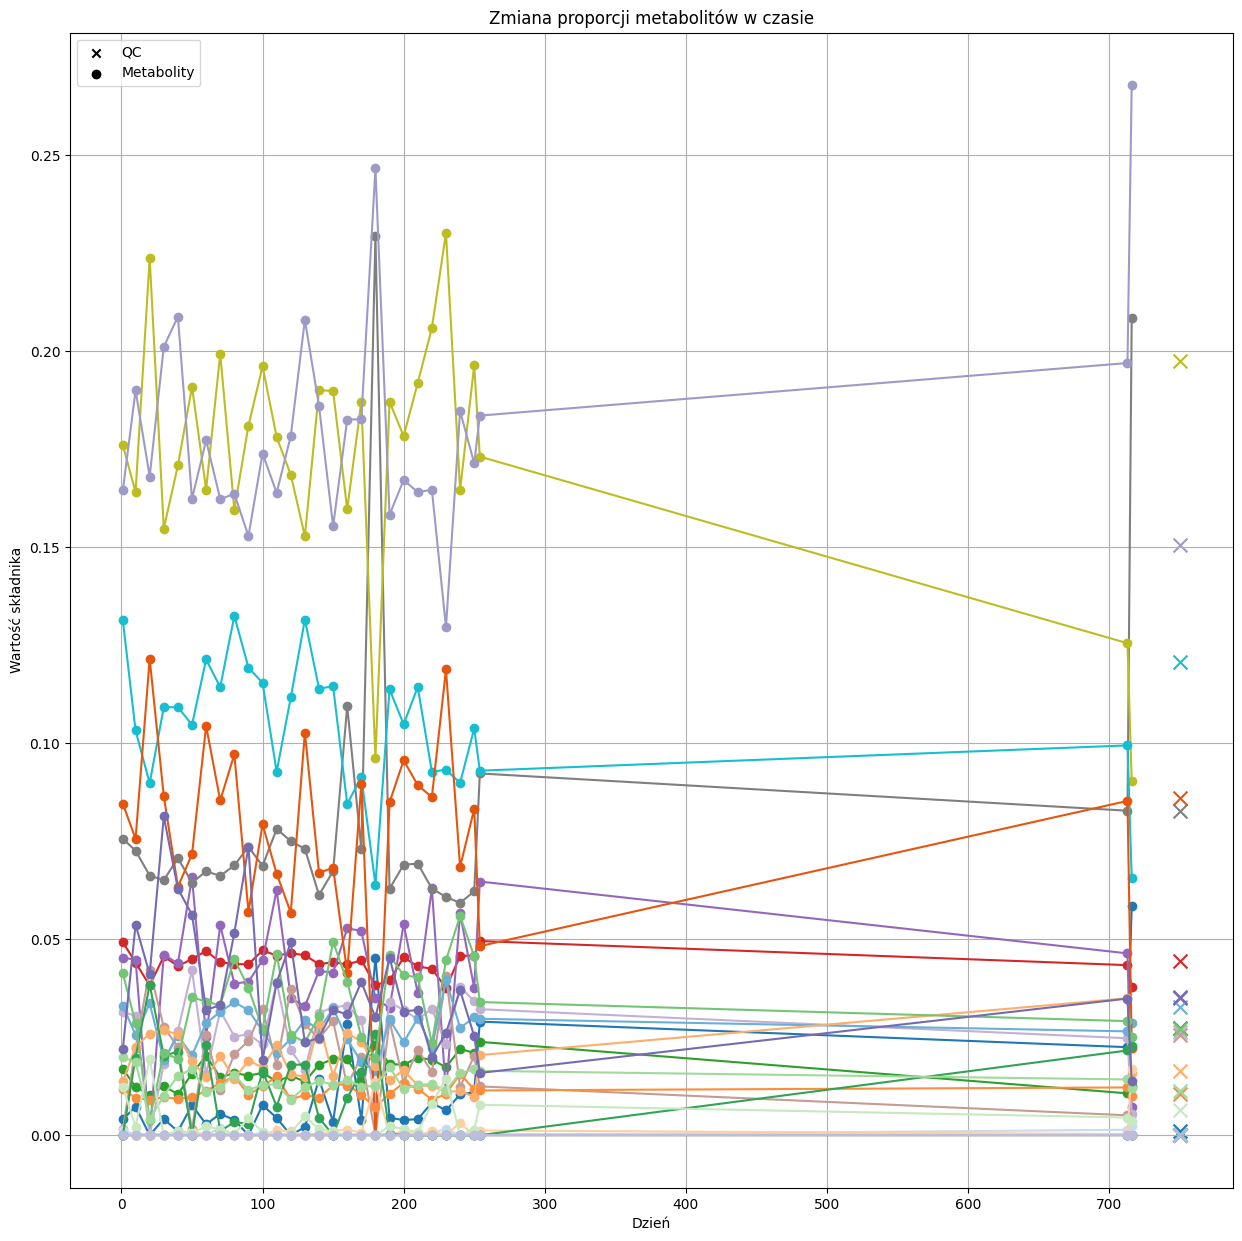 Zmiana proporcji metabolitów w czasie
QC
Metabolity
0.25
0.20
0.15
0.10
0.05
0.00
Wartość składnika
0 100 200 300 400 500 600 700
Dzień